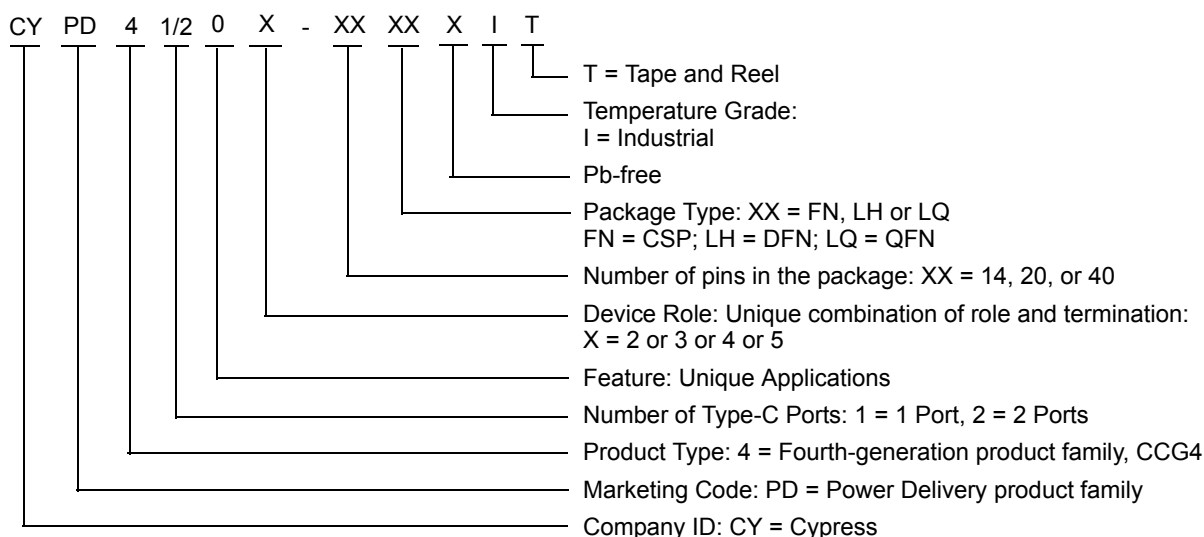 CY PD 4 1/2 0 X - XX XX X I T
T = Tape and Reel
Temperature Grade:
I = Industrial
Pb-free
Package Type: XX = FN, LH or LQ
FN = CSP; LH = DFN; LQ = QFN
Number of pins in the package: XX = 14, 20, or 40
Device Role: Unique combination of role and termination:
X = 2 or 3 or 4 or 5
Feature: Unique Applications
Number of Type-C Ports: 1 = 1 Port, 2 = 2 Ports
Product Type: 4 = Fourth-generation product family, CCG4
Marketing Code: PD = Power Delivery product family
Company ID: CY = Cypress